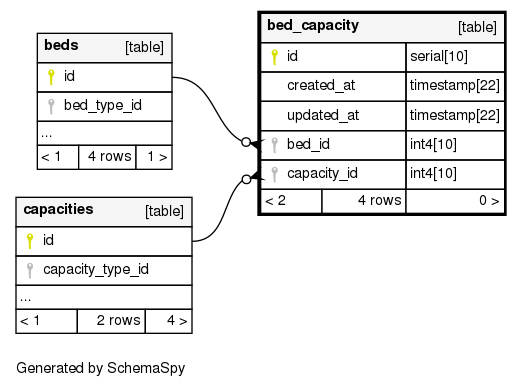 beds [table]
id
bed_type_id
...
< 1 4 rows 1 >
capacities [table]
id
capacity_type_id
...
< 1 2 rows 4 >
bed_capacity [table]
id serial[10]
created_at timestamp[22]
updated_at timestamp[22]
bed_id int4[10]
capacity_id int4[10]
< 2 4 rows 0 >
Generated by SchemaSpy